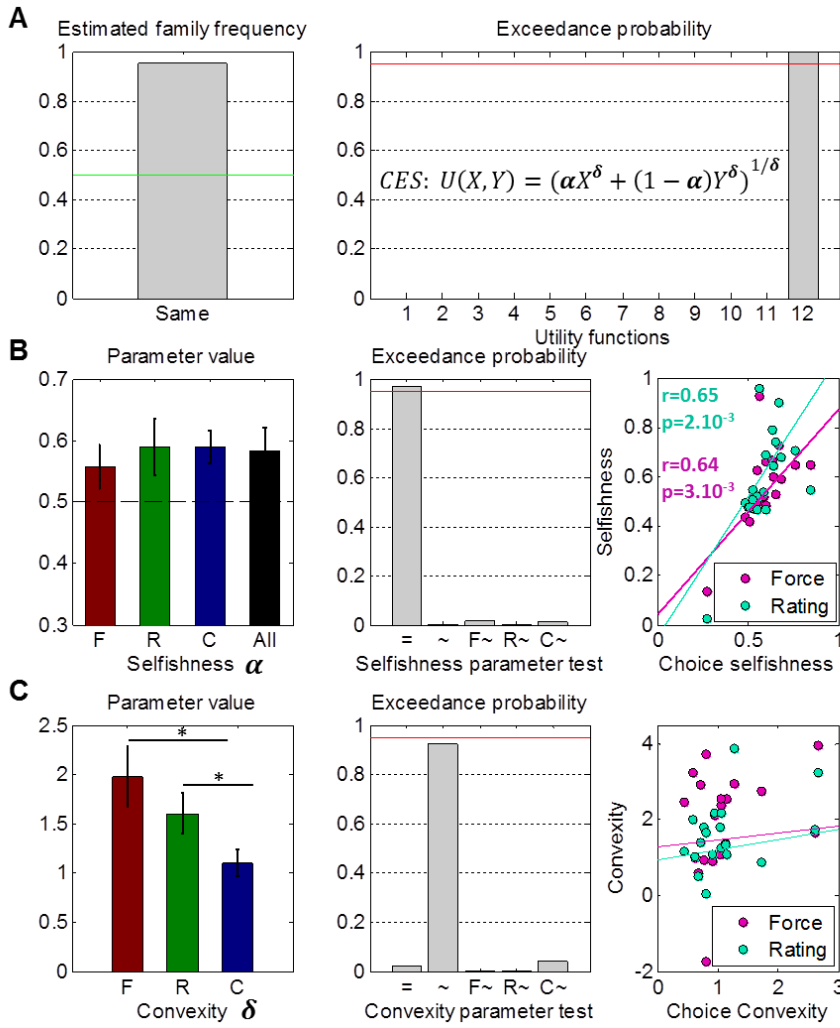 A
Estimated family frequency
Exceedance probability
1
0.8
0.6
0.4
0.2
0
Same
1
0.8
0.6
0.4
0.2
0
CES: U(X,Y) = (αX^δ + (1 − α)Y^δ)^1/δ
1 2 3 4 5 6 7 8 9 10 11 12
Utility functions
B
Parameter value
0.7
0.6
0.5
0.4
0.3
F R C All
Selfishness α
Exceedance probability
1
0.8
0.6
0.4
0.2
0
= ~ F~ R~ C~
Selfishness parameter test
Selfishness
1
0.8
0.6
0.4
0.2
0
r=0.65
p=2.10⁻³
r=0.64
p=3.10⁻³
Force
Rating
0 0.5 1
Choice selfishness
C
Parameter value
2.5
2
1.5
1
0.5
0
*
*
F R C
Convexity δ
Exceedance probability
1
0.8
0.6
0.4
0.2
0
= ~ F~ R~ C~
Convexity parameter test
Convexity
4
2
0
-2
Force
Rating
0 1 2 3
Choice Convexity